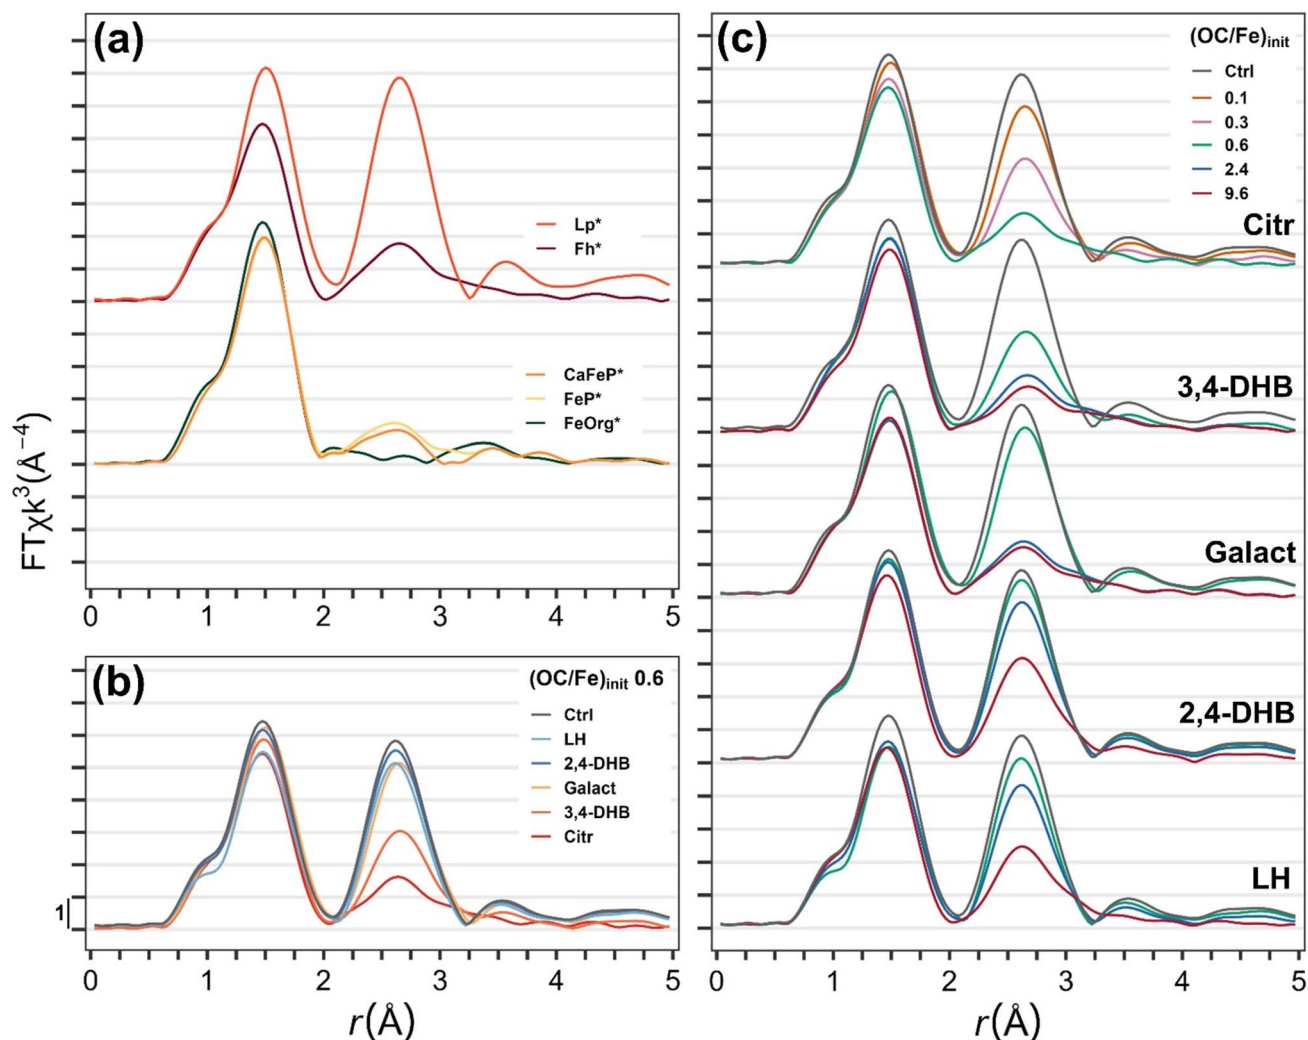 (a)
Lp*
Fh*
CaFeP*
FeP*
FeOrg*
0 1 2 3 4 5
FTχk³(Å⁻⁴)
(b)
(OC/Fe)init 0.6
Ctrl
LH
2,4-DHB
Galact
3,4-DHB
Citr
1
0 1 2 3 4 5
r(Å)
(c)
(OC/Fe)init
Ctrl
0.1
0.3
0.6
2.4
9.6
Citr
3,4-DHB
Galact
2,4-DHB
LH
0 1 2 3 4 5
r(Å)